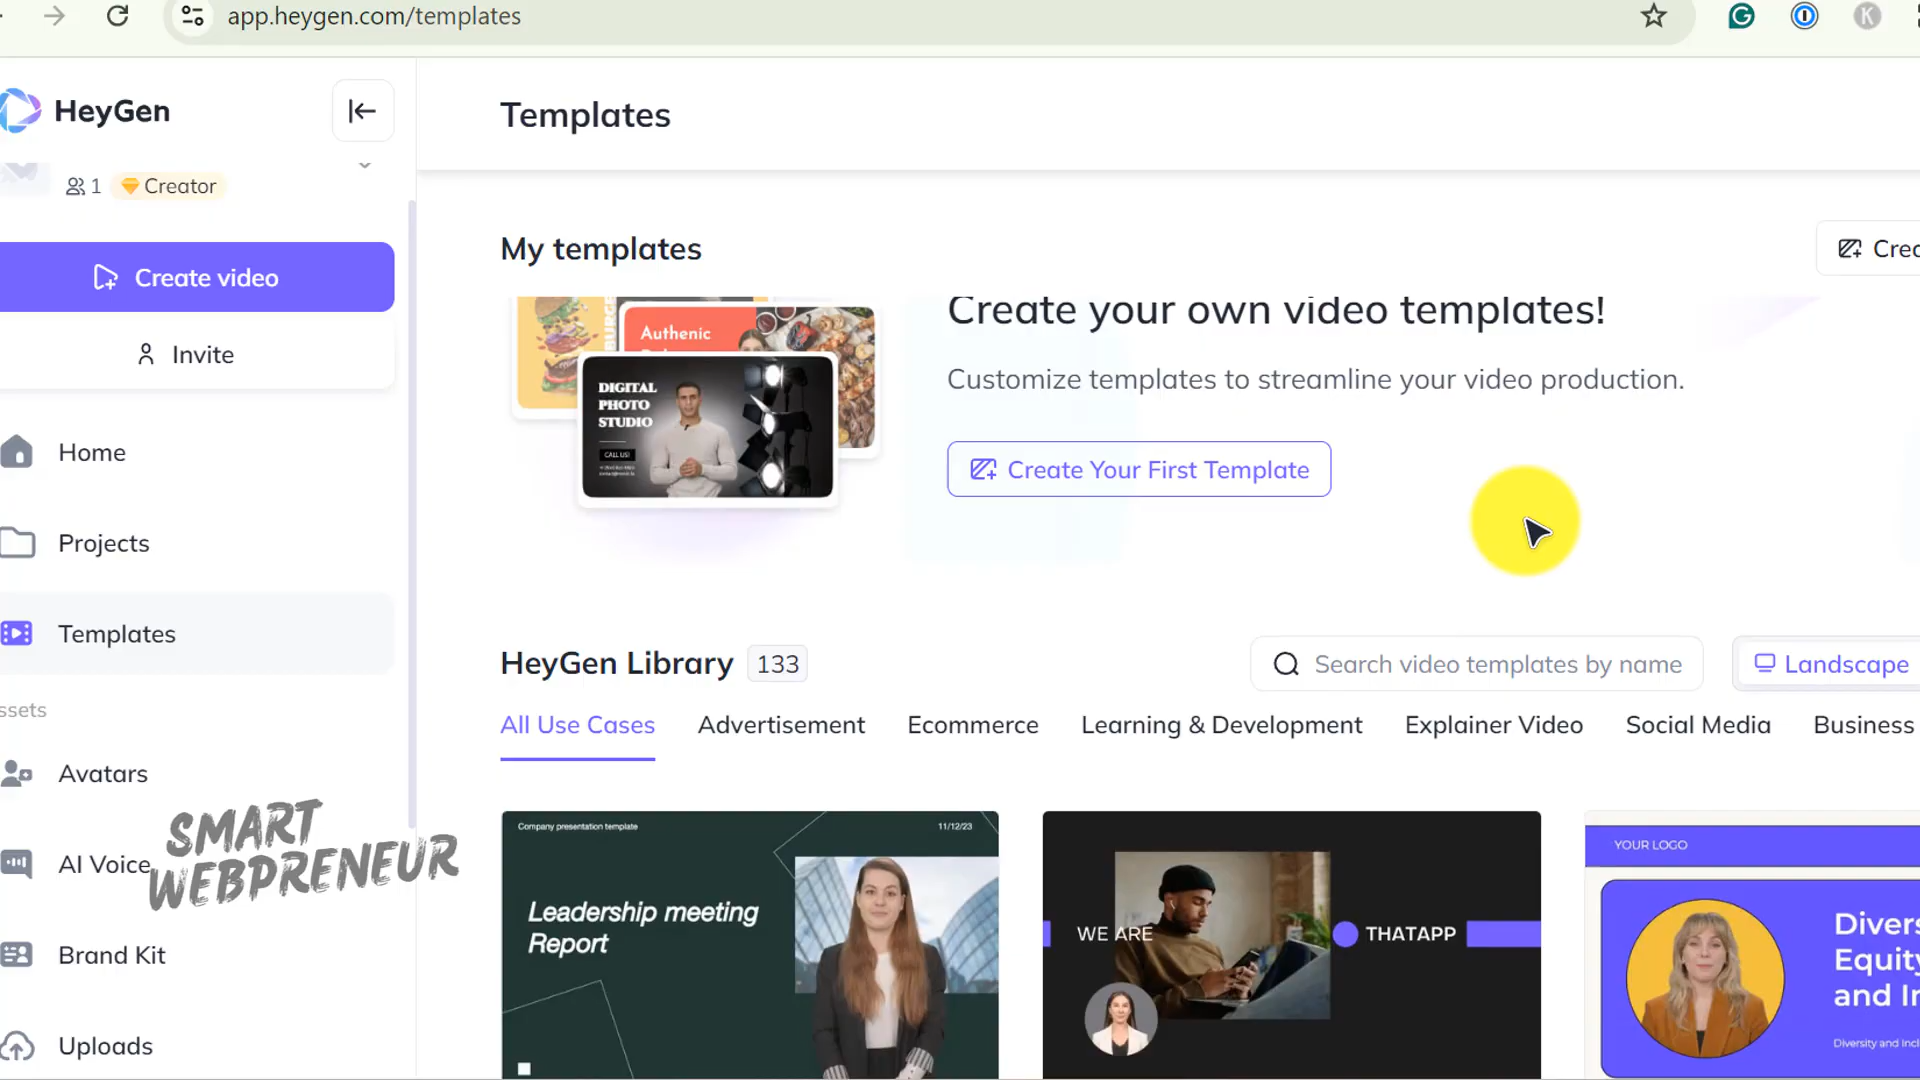 app.heygen.com/templates
K
HeyGen
Templates
1 Creator
My templates
Create video
Create your own video templates!
Authenic
Invite
Customize templates to streamline your video production.
DIGITAL
PHOTO
STUDIO
CALL US!
Home
Create Your First Template
Projects
Templates
HeyGen Library 133
Search video templates by name
Landscape
All Use Cases
Advertisement
Ecommerce
Learning & Development
Explainer Video
Social Media
Business
Avatars
SMART
WEBPRENEUR
AI Voice
Company presentation template
11/12/23
Leadership meeting
Report
WE ARE
THATAPP
YOUR LOGO
Equity
and
Brand Kit
Uploads